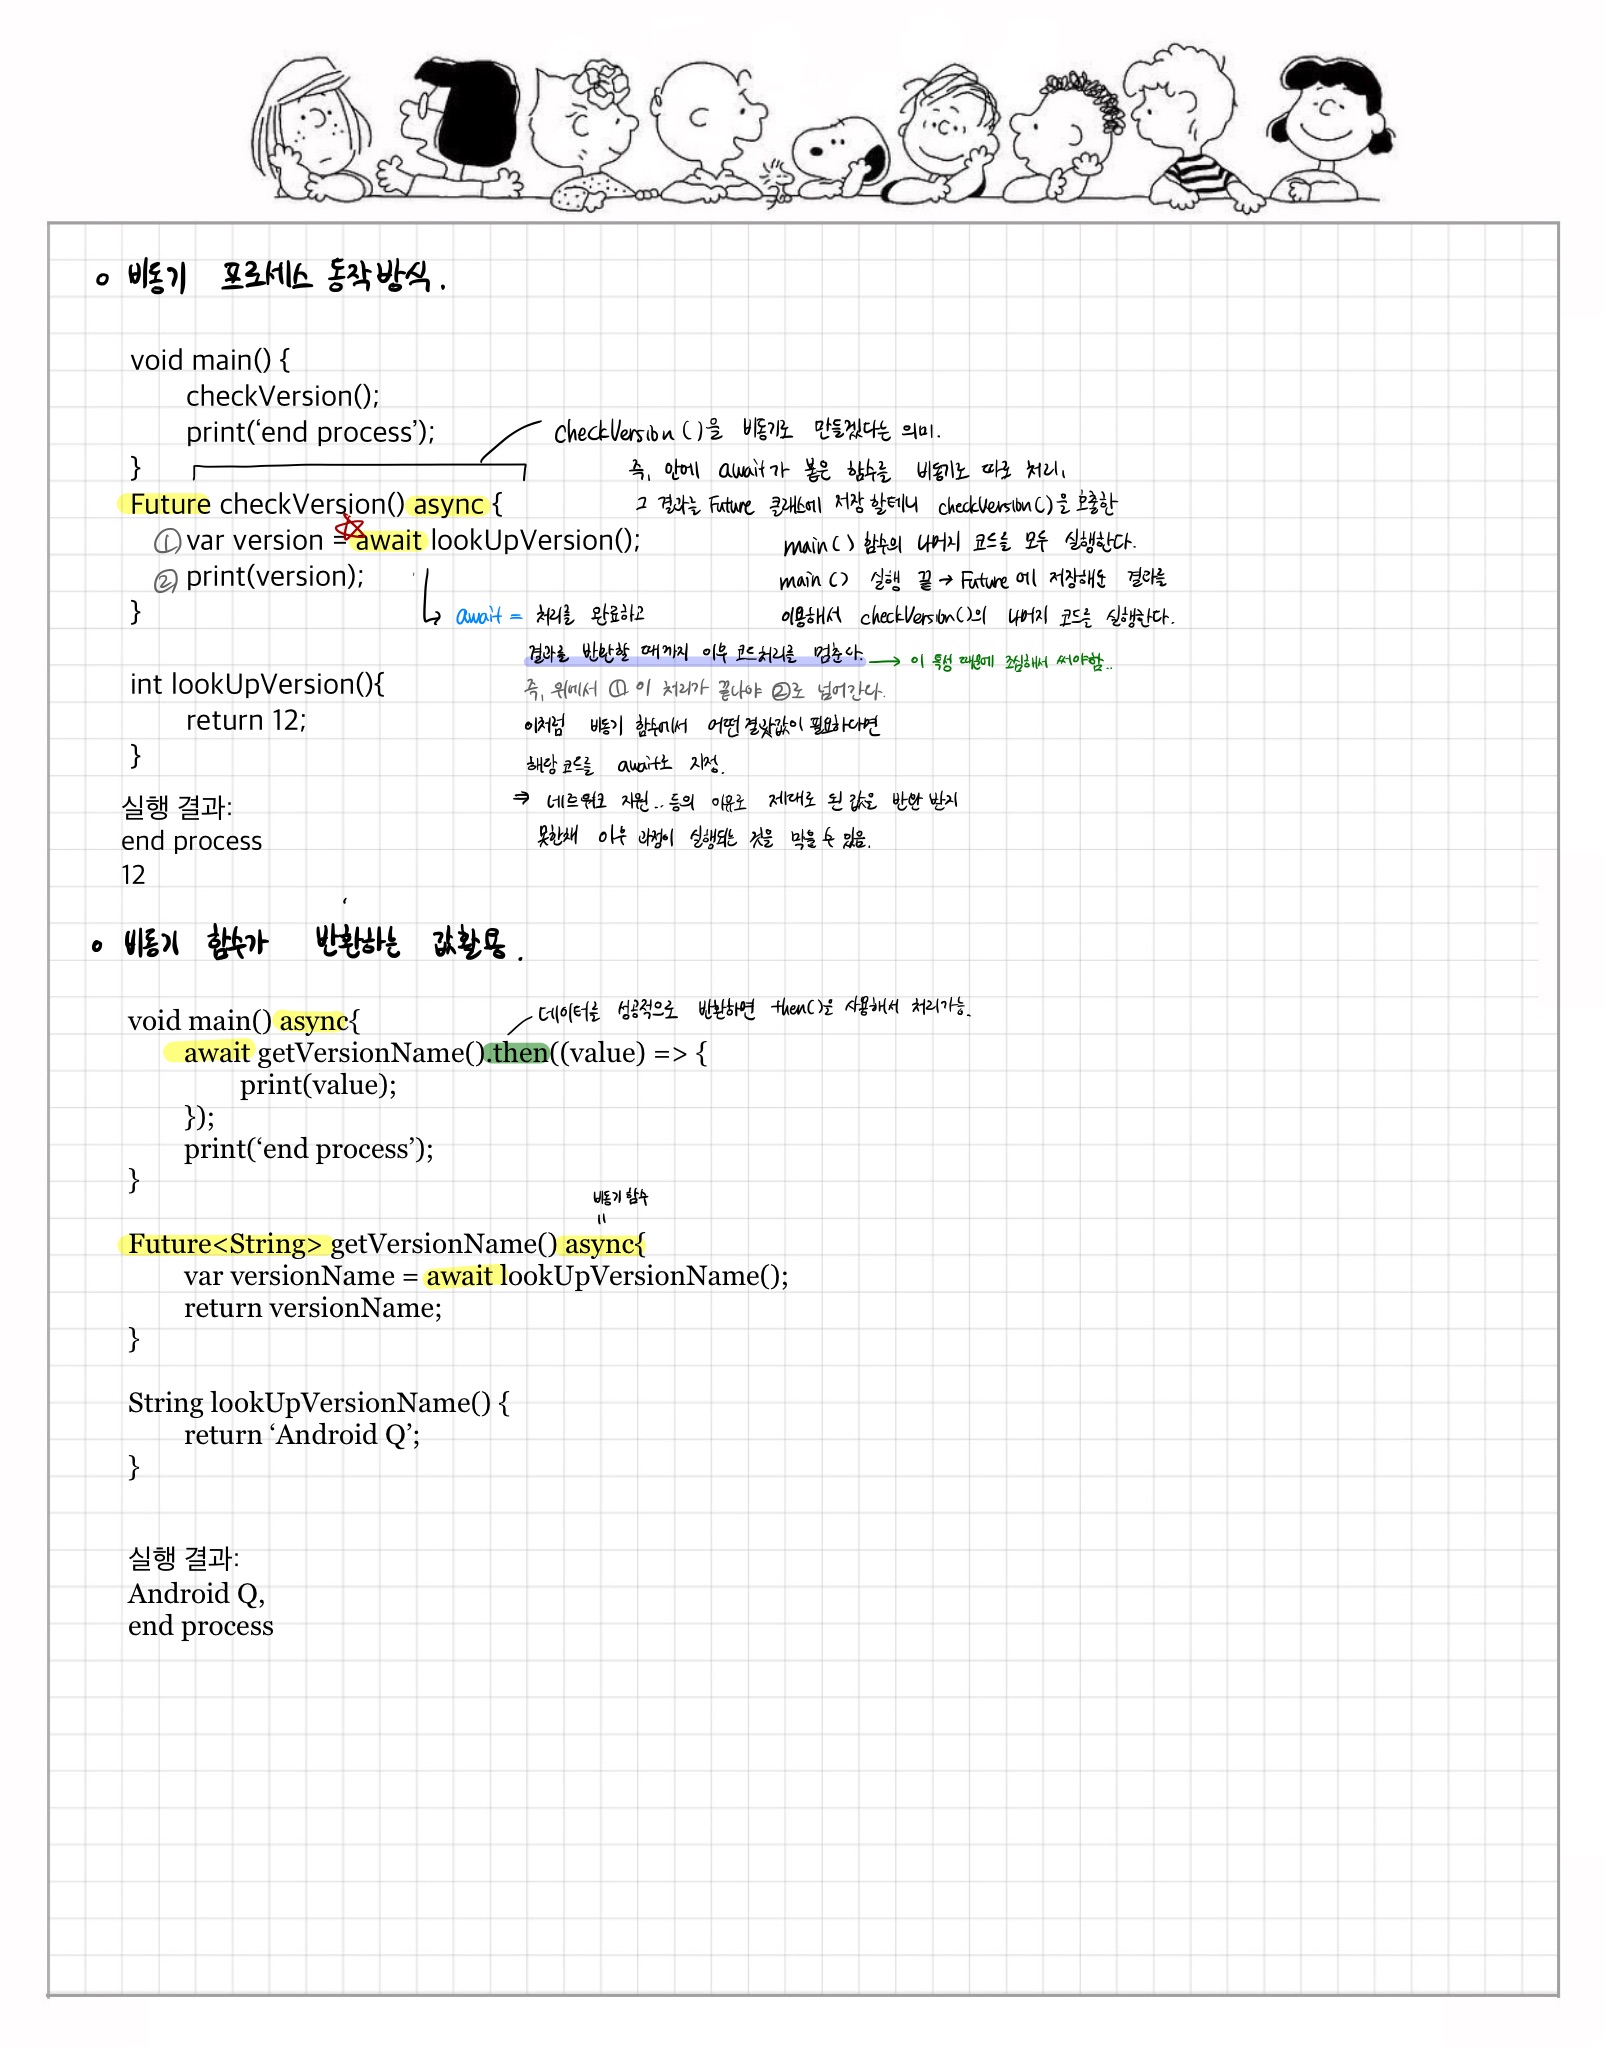 비동기 프로세스 동작방식.
void main() {
checkVersion();
print(‘end process’);
}
checkVersion()을 비동기로 만들겠다는 의미.
즉, 안에 await가 붙은 함수를 비동기로 따로 처리,
Future checkVersion() async {
그 결과는 Future 클래스에 저장할테니 checkVersion()을 호출한
① var version = await lookUpVersion();
main() 함수의 나머지 코드를 모두 실행한다.
② print(version);
main() 실행 끝 → Future에 저장해둔 결과를
}
이용해서 checkVersion()의 나머지 코드를 실행한다.
await = 처리를 완료하고
결과를 반환할 때까지 이후 코드처리를 멈춘다. → 이 특성 때문에 조심해서 써야함..
int lookUpVersion(){
즉, 위에서 ①이 처리가 끝나야 ②로 넘어간다.
return 12;
이처럼 비동기 함수에서 어떤 결괏값이 필요하다면
}
해당 코드를 await로 지정.
실행 결과:
⇒ 네트워크 지원.. 등의 이유로 제대로 된 값을 반환 받지
end process
못한채 이후 과정이 실행되는 것을 막을 수 있음.
12
비동기 함수가 반환하는 값활용.
데이터를 성공적으로 반환하면 then()을 사용해서 처리가능.
void main() async{
await getVersionName().then((value) => {
print(value);
});
print(‘end process’);
}
비동기 함수
=
Future<String> getVersionName() async{
var versionName = await lookUpVersionName();
return versionName;
}
String lookUpVersionName() {
return ‘Android Q’;
}
실행 결과:
Android Q,
end process